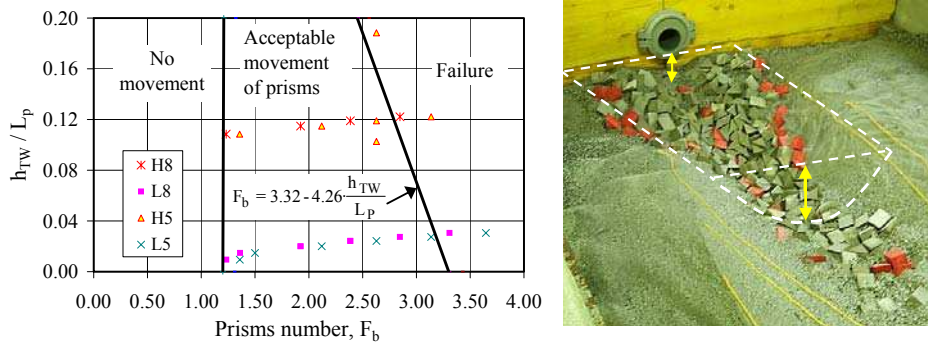 0.20
0.16
0.12
0.08
0.04
0.00
h_TW / L_p
No
movement
Acceptable
movement
of prisms
Failure
H8
L8
H5
L5
F_b = 3.32 - 4.26·h_TW/L_P
0.00 0.50 1.00 1.50 2.00 2.50 3.00 3.50 4.00
Prisms number, F_b